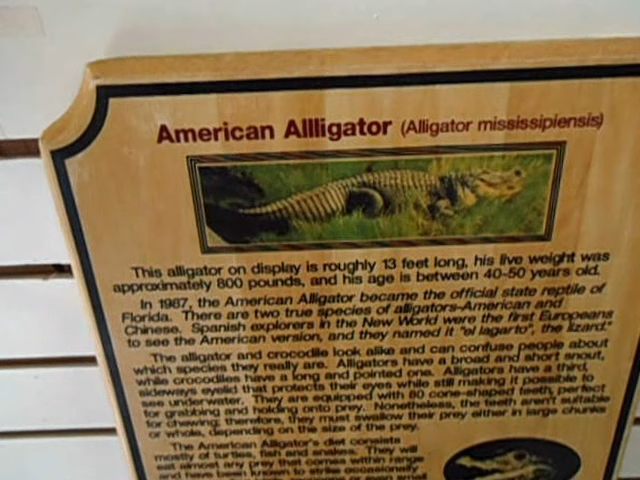 American Allligator (Alligator mississipiensis)
This alligator on display is roughly 13 feet long, his live weight was
approximately 800 pounds, and his age is between 40-50 years old.
In 1987, the American Alligator became the official state reptile of
Florida. There are two true species of alligators-American and
Chinese. Spanish explorers in the New World were the first Europeans
to see the American version, and they named it "el lagarto", the lizard."
The alligator and crocodile look alike and can confuse people about
which species they really are. Alligators have a broad and short snout,
while crocodiles have a long and pointed one. Alligators have a third,
sideways eyelid that protects their eyes while still making it possible to
see underwater. They are equipped with 80 cone-shaped teeth, perfect
for grabbing and holding onto prey. Nonetheless, the teeth aren't suitable
for chewing; therefore, they must swallow their prey either in large chunks
or whole, depending on the size of the prey.
The American Alligator's diet consists
mostly of turtles, fish and snakes. They will
eat almost any prey that comes within range
and have been known to strike occasionally
or even small